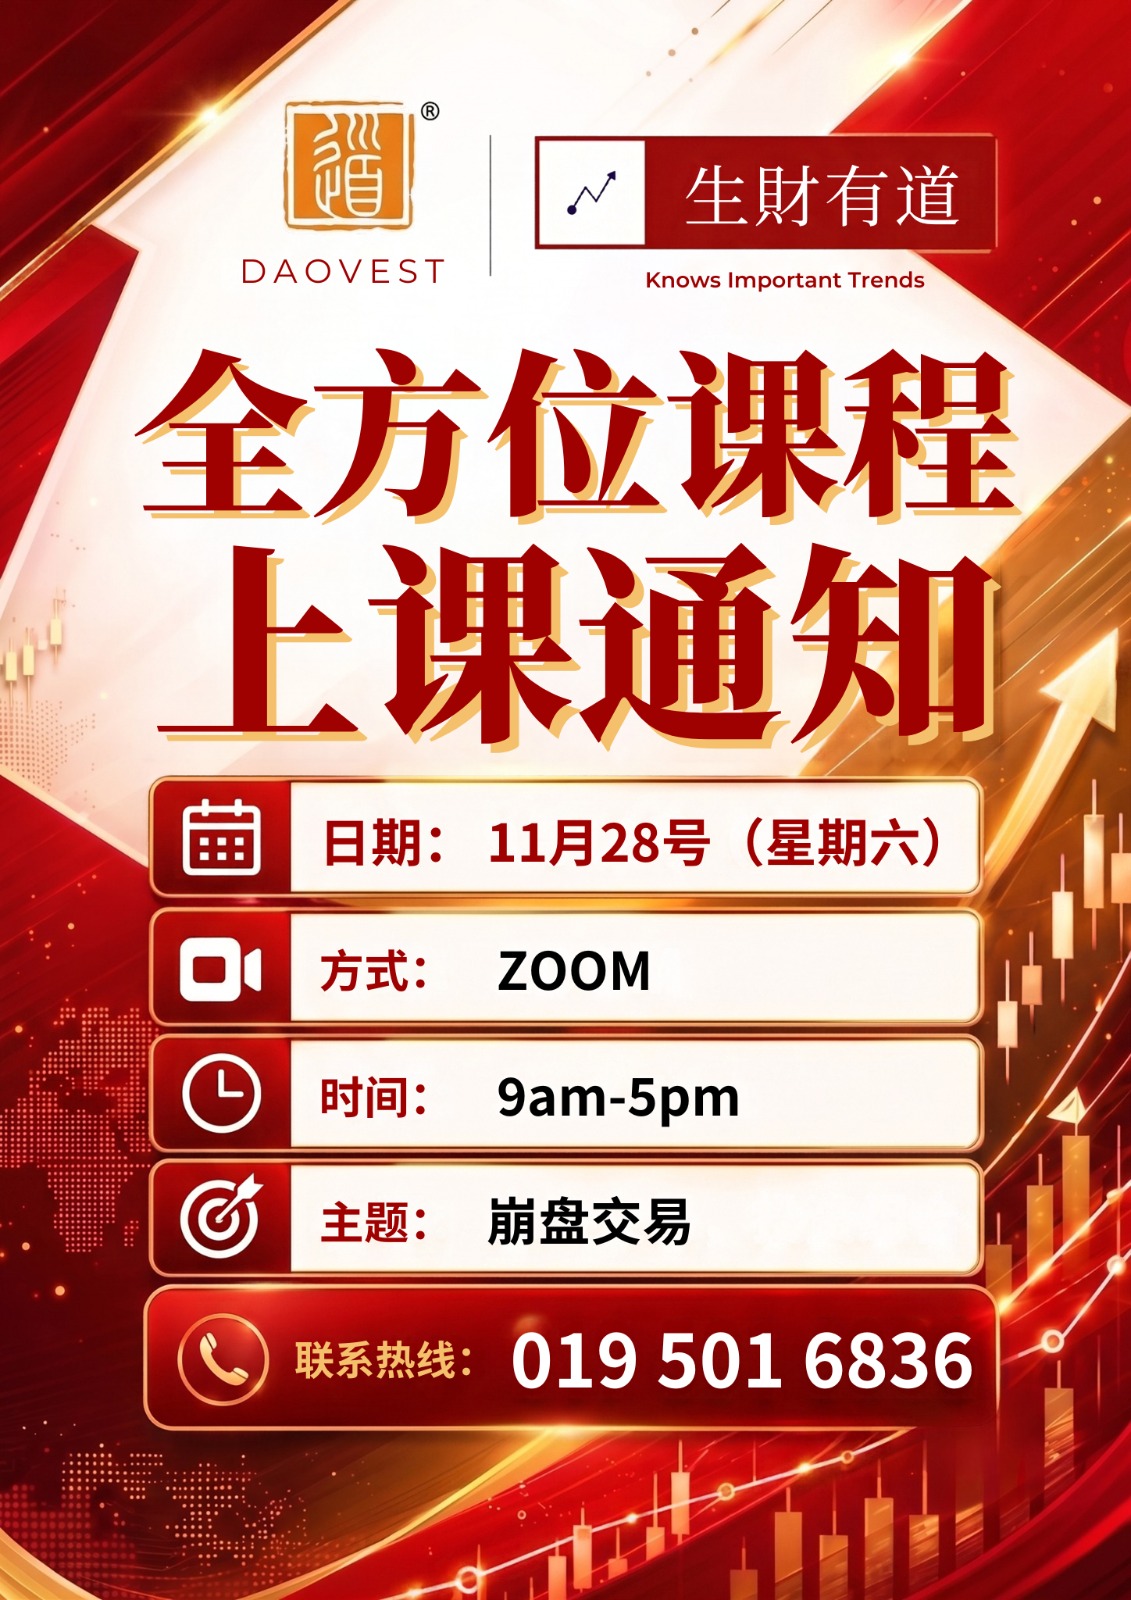 道®
DAOVEST
生財有道
Knows Important Trends
全方位课程
上课通知
日期： 11月28号（星期六）
方式： ZOOM
时间： 9am-5pm
主题： 崩盘交易
联系热线： 019 501 6836